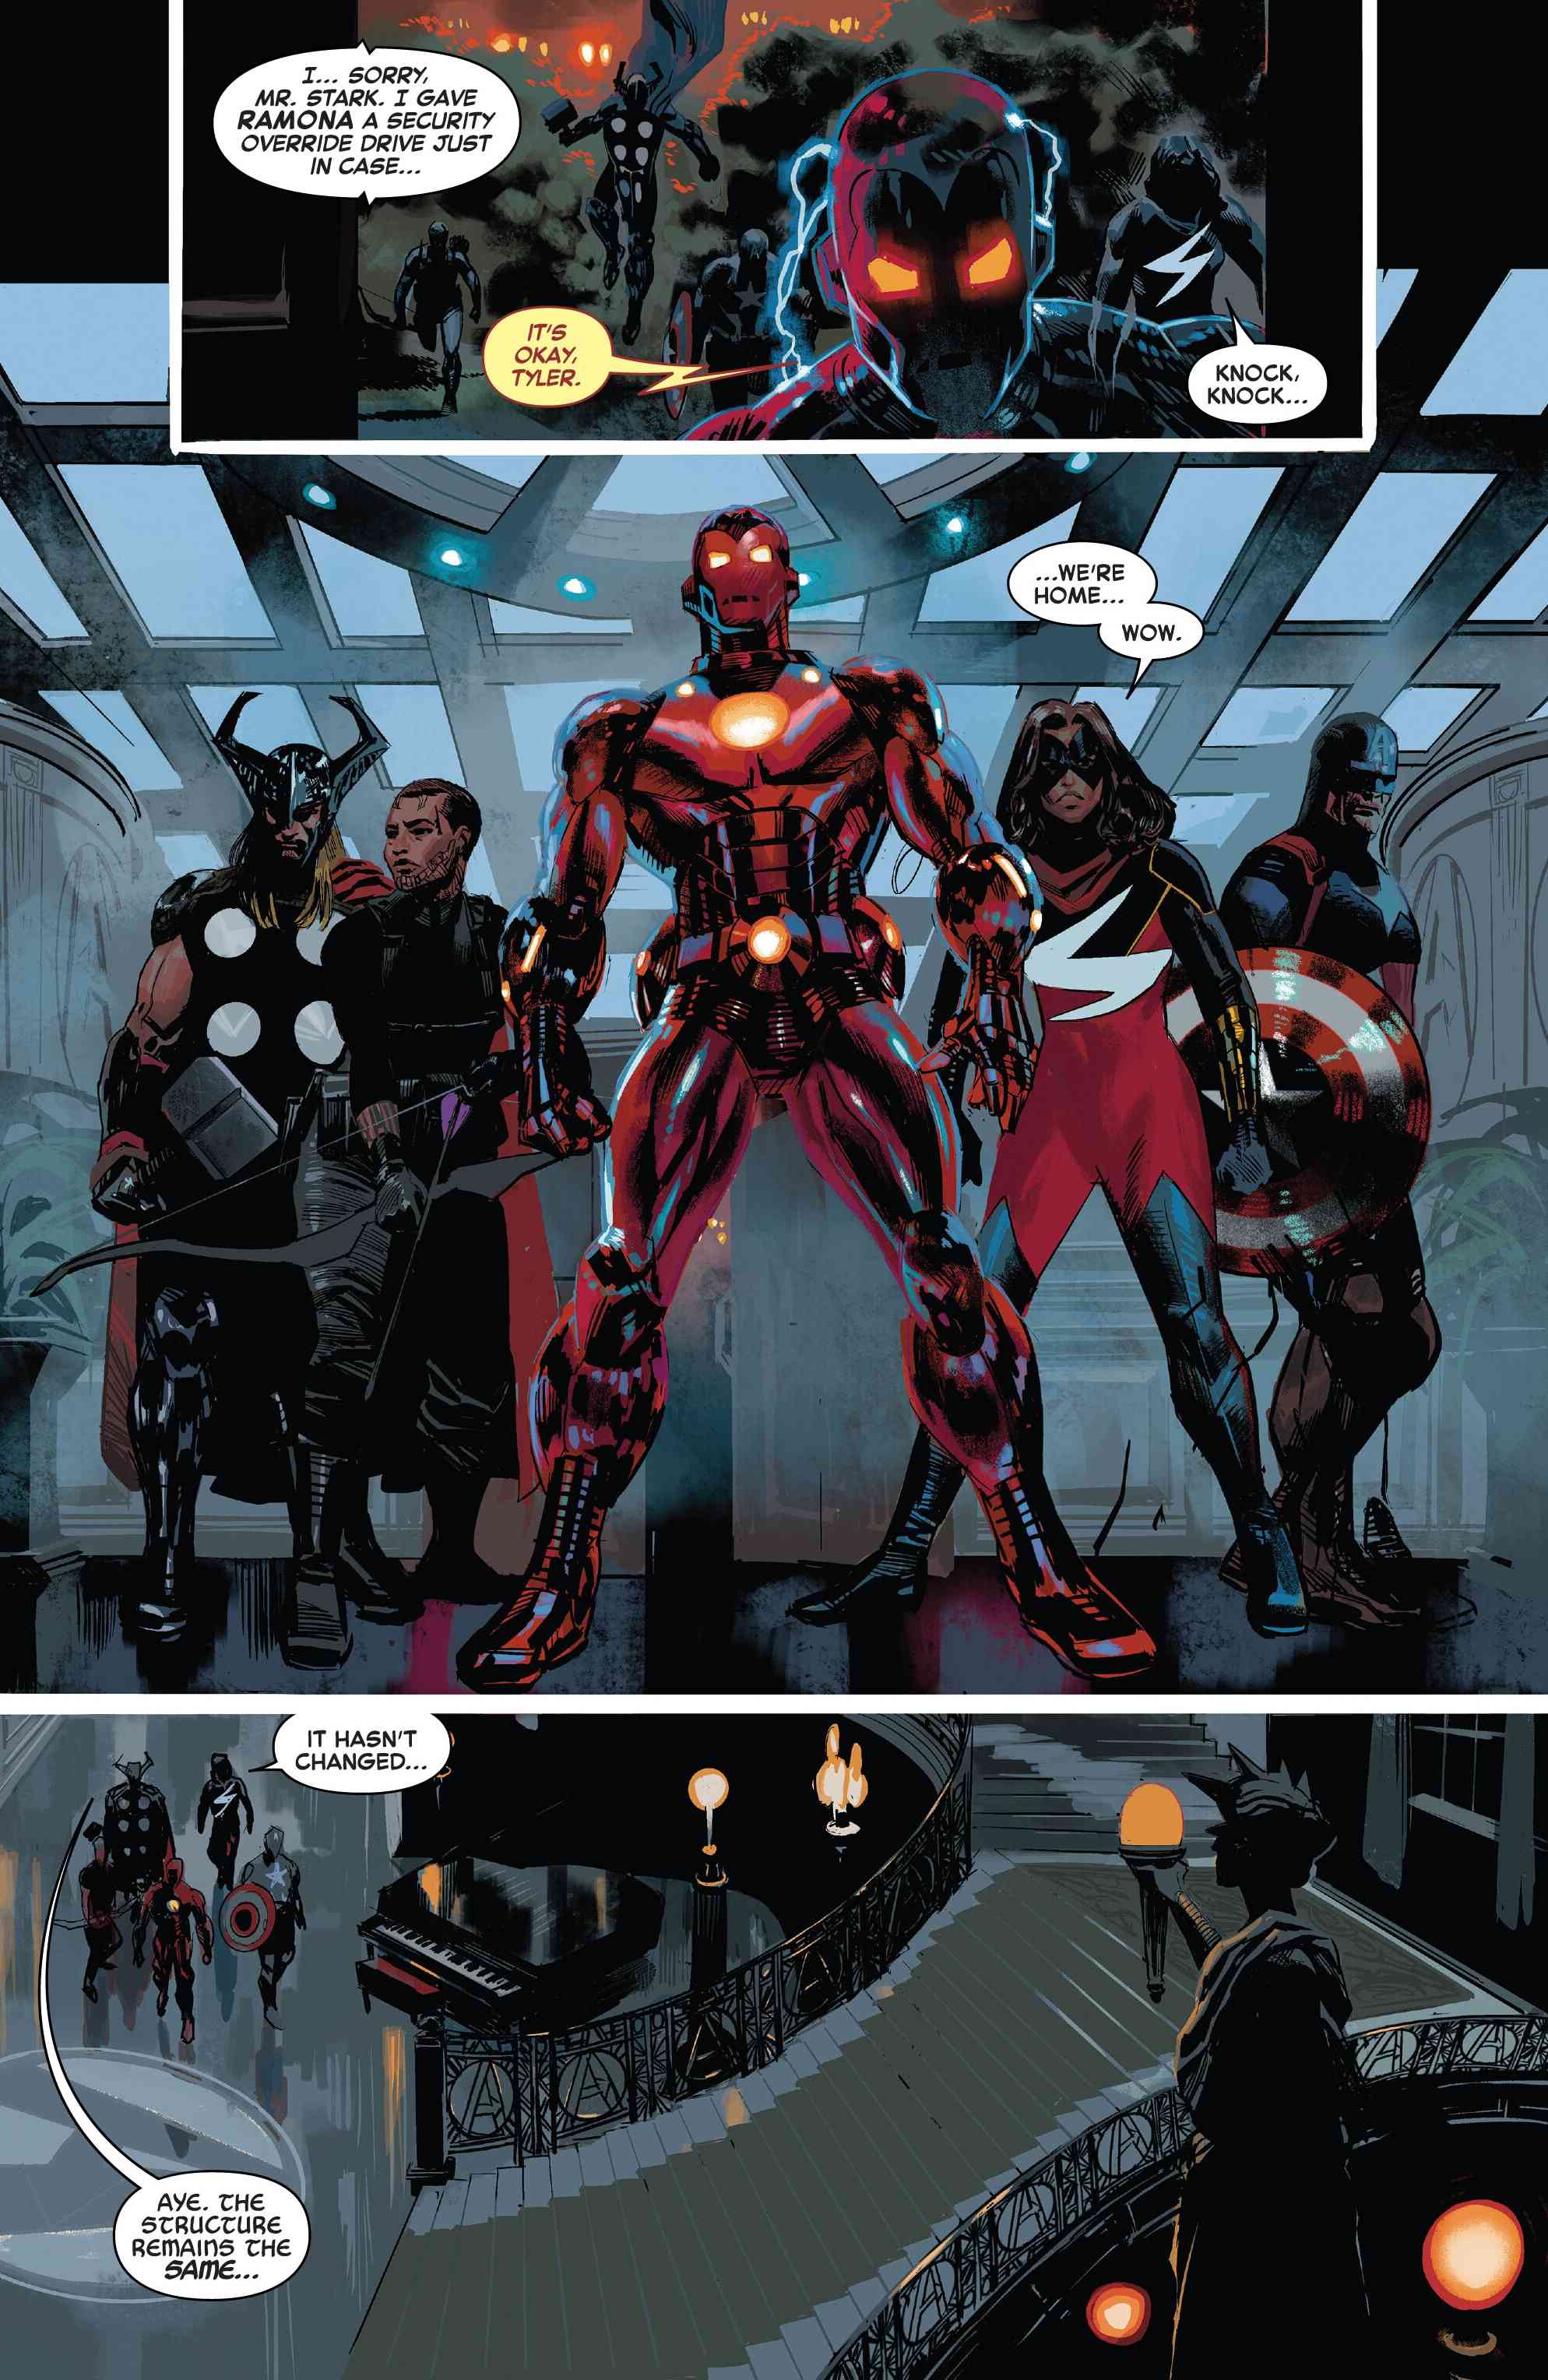 I... SORRY,
MR. STARK. I GAVE
RAMONA A SECURITY
OVERRIDE DRIVE JUST
IN CASE...
IT'S
OKAY,
TYLER.
KNOCK,
KNOCK...
...WE'RE
HOME...
WOW.
IT HASN'T
CHANGED...
AYE. THE
STRUCTURE
REMAINS THE
SAME...